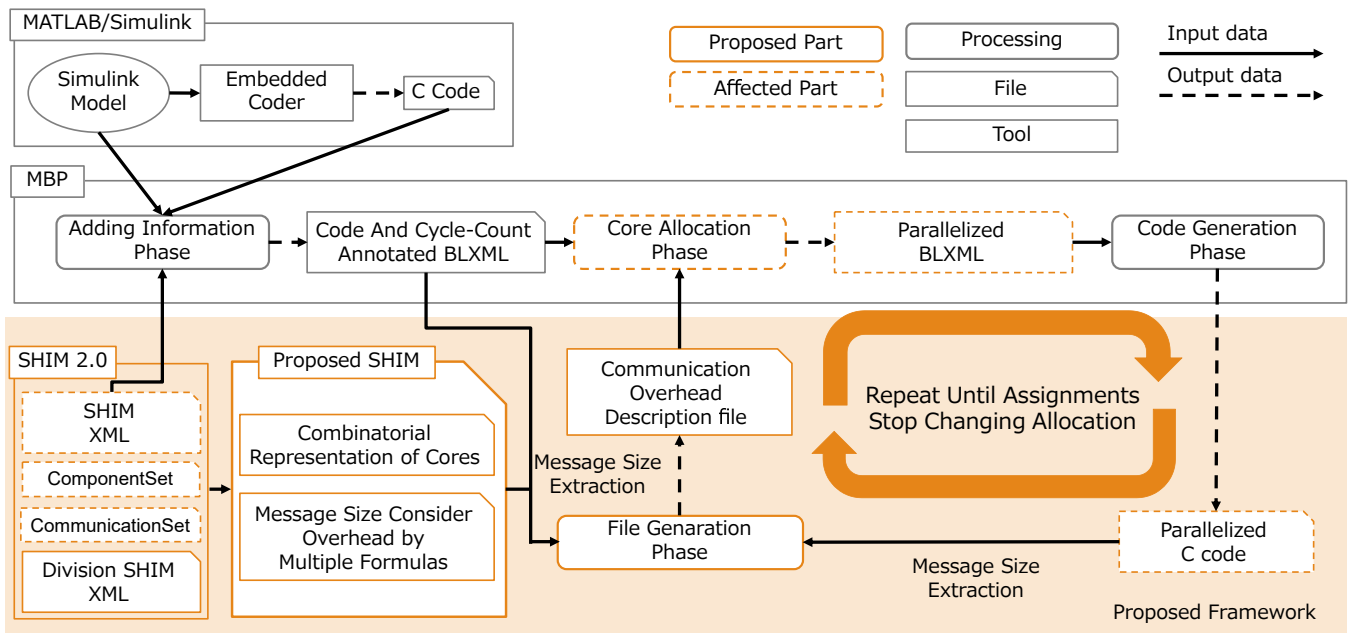 MATLAB/Simulink
Simulink
Model
Embedded
Coder
C Code
Proposed Part
Affected Part
Processing
File
Tool
Input data
Output data
MBP
Adding Information
Phase
Code And Cycle-Count
Annotated BLXML
Core Allocation
Phase
Parallelized
BLXML
Code Generation
Phase
SHIM 2.0
SHIM
XML
ComponentSet
CommunicationSet
Division SHIM
XML
Proposed SHIM
Combinatorial
Representation of Cores
Message Size Consider
Overhead by
Multiple Formulas
Communication
Overhead
Description file
Message Size
Extraction
File Genaration
Phase
Repeat Until Assignments
Stop Changing Allocation
Message Size
Extraction
Parallelized
C code
Proposed Framework